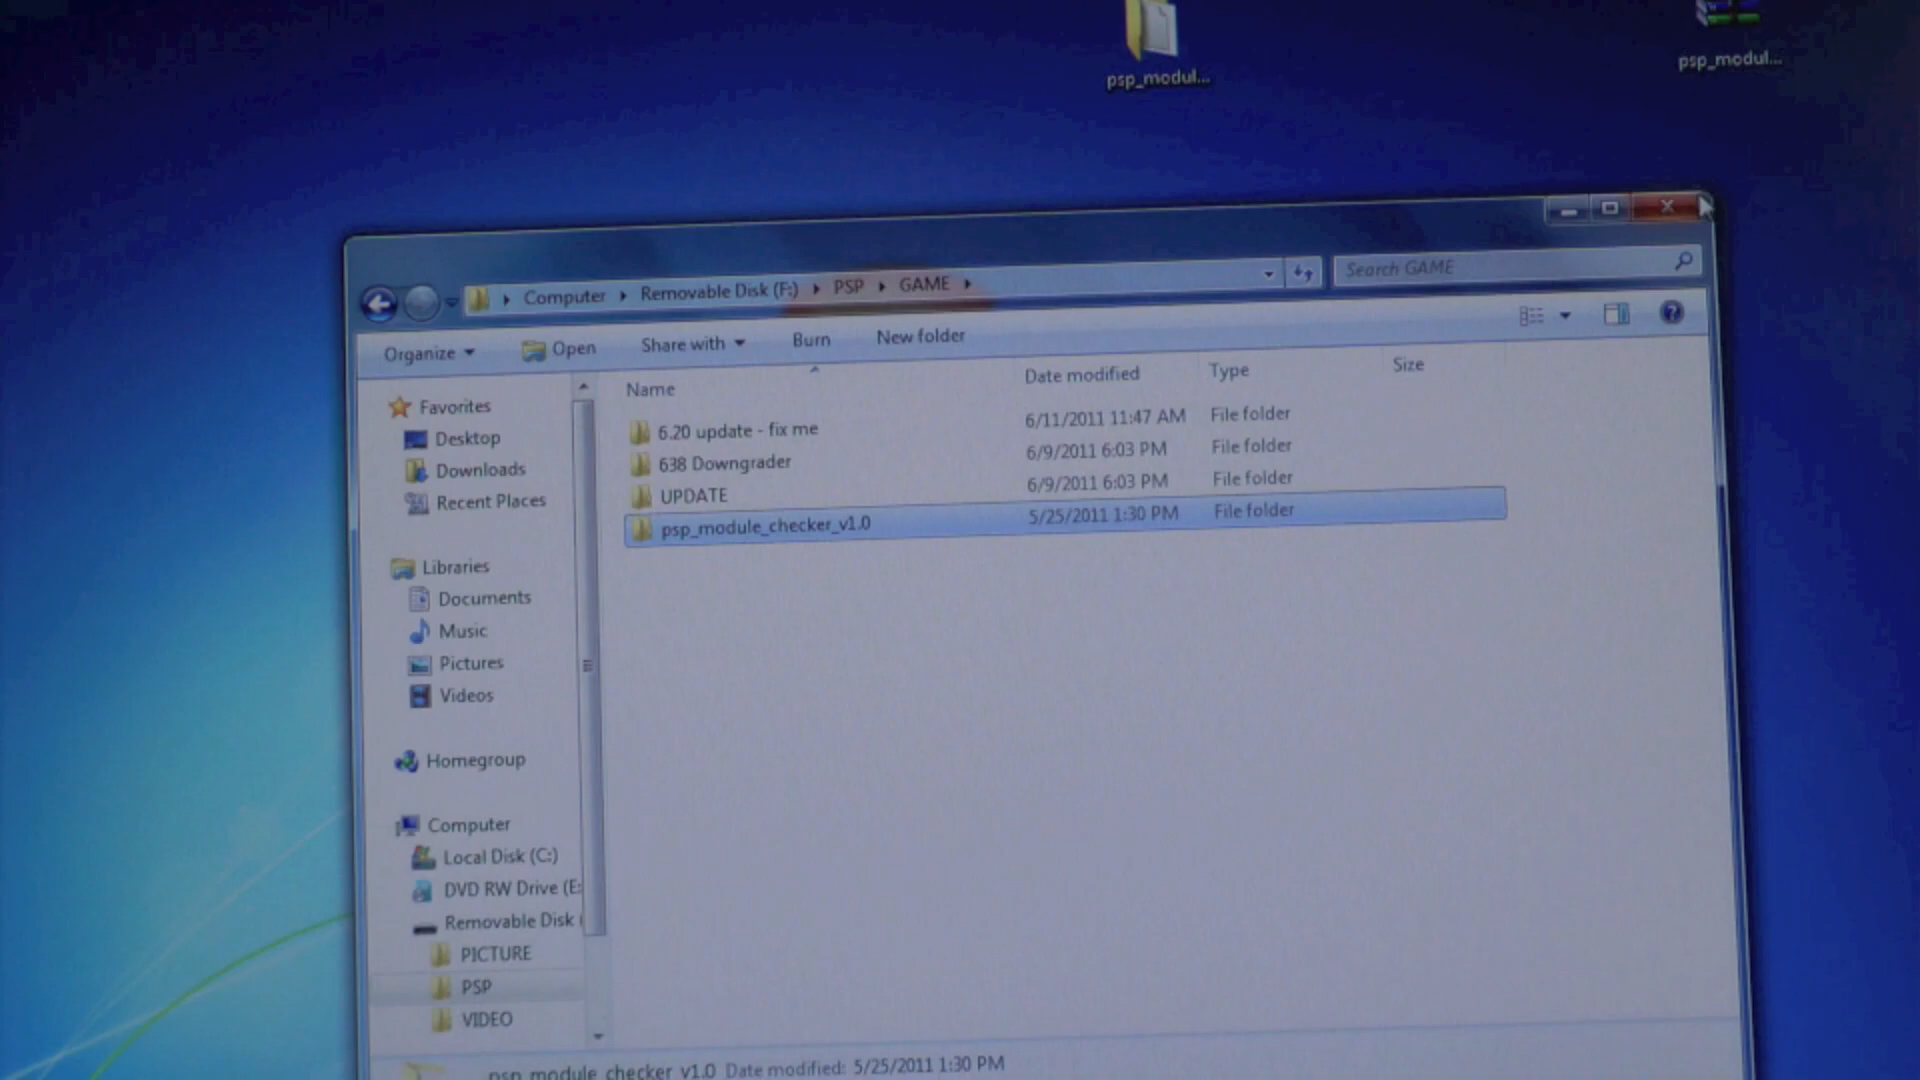 psp_modul...
psp_modul...
Computer
Removable Disk (F:)
PSP
GAME
Search GAME
Organize
Open
Share with
Burn
New folder
Name
Date modified
Type
Size
6.20 update - fix me
6/11/2011 11:47 AM
File folder
638 Downgrader
6/9/2011 6:03 PM
File folder
UPDATE
6/9/2011 6:03 PM
File folder
psp_module_checker_v1.0
5/25/2011 1:30 PM
File folder
Favorites
Desktop
Downloads
Recent Places
Libraries
Documents
Music
Pictures
Videos
Homegroup
Computer
Local Disk (C:)
DVD RW Drive (E:
Removable Disk (
PICTURE
PSP
VIDEO
psp_module_checker_v1.0 Date modified: 5/25/2011 1:30 PM